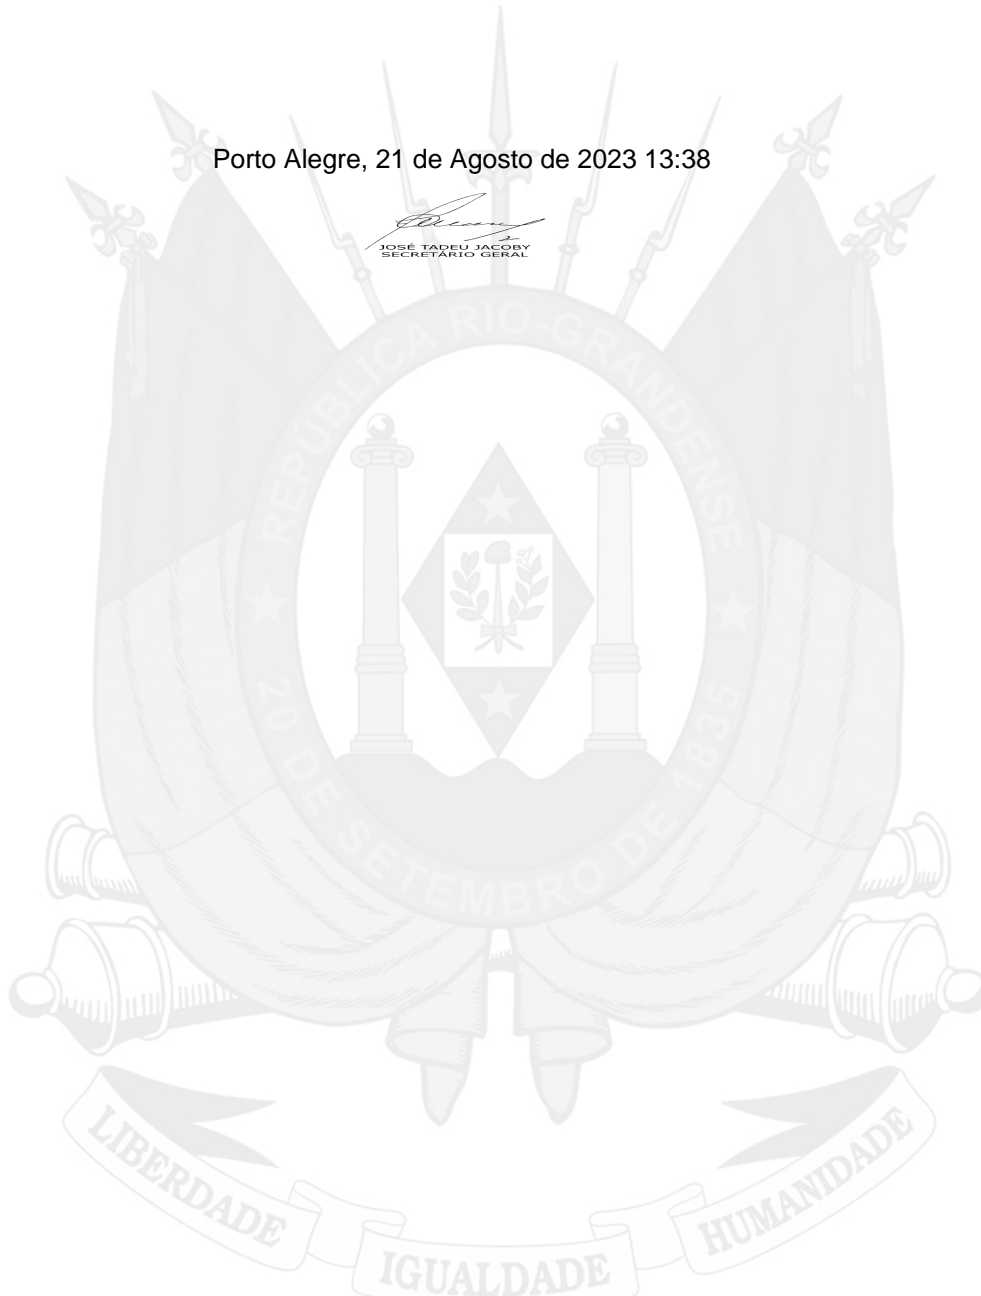 Porto Alegre, 21 de Agosto de 2023 13:38
JOSÉ TADEU JACOBY
SECRETÁRIO GERAL
REPÚBLICA RIO-GRANDENSE
20 DE SETEMBRO DE 1835
LIBERDADE
IGUALDADE
HUMANIDADE